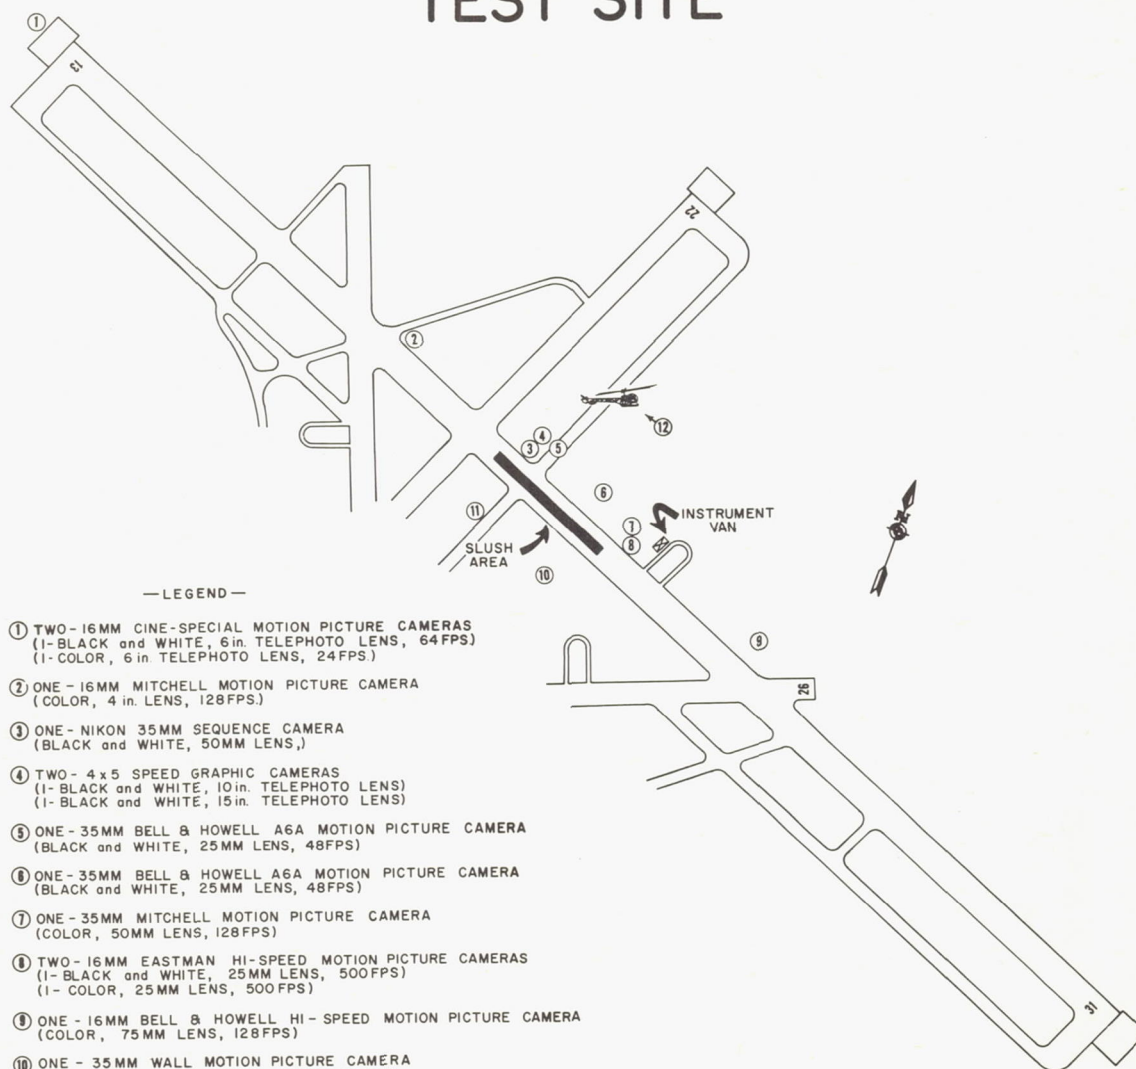 TEST SITE
①
13
22
②
④
③ ⑤
⑫
⑥
⑪
⑦
INSTRUMENT
VAN
⑧
SLUSH
AREA
⑩
N
⑨
26
31
—LEGEND—
① TWO-16MM CINE-SPECIAL MOTION PICTURE CAMERAS
(1-BLACK and WHITE, 6in. TELEPHOTO LENS, 64FPS.)
(1-COLOR, 6in. TELEPHOTO LENS, 24FPS.)
② ONE-16MM MITCHELL MOTION PICTURE CAMERA
(COLOR, 4 in. LENS, 128FPS.)
③ ONE-NIKON 35MM SEQUENCE CAMERA
(BLACK and WHITE, 50MM LENS,)
④ TWO-4x5 SPEED GRAPHIC CAMERAS
(1-BLACK and WHITE, 10in. TELEPHOTO LENS)
(1-BLACK and WHITE, 15in. TELEPHOTO LENS)
⑤ ONE-35MM BELL & HOWELL A6A MOTION PICTURE CAMERA
(BLACK and WHITE, 25MM LENS, 48FPS)
⑥ ONE-35MM BELL & HOWELL A6A MOTION PICTURE CAMERA
(BLACK and WHITE, 25MM LENS, 48FPS)
⑦ ONE-35MM MITCHELL MOTION PICTURE CAMERA
(COLOR, 50MM LENS, 128FPS)
⑧ TWO-16MM EASTMAN HI-SPEED MOTION PICTURE CAMERAS
(1-BLACK and WHITE, 25MM LENS, 500FPS)
(1-COLOR, 25MM LENS, 500FPS)
⑨ ONE-16MM BELL & HOWELL HI-SPEED MOTION PICTURE CAMERA
(COLOR, 75MM LENS, 128FPS)
⑩ ONE-35MM WALL MOTION PICTURE CAMERA